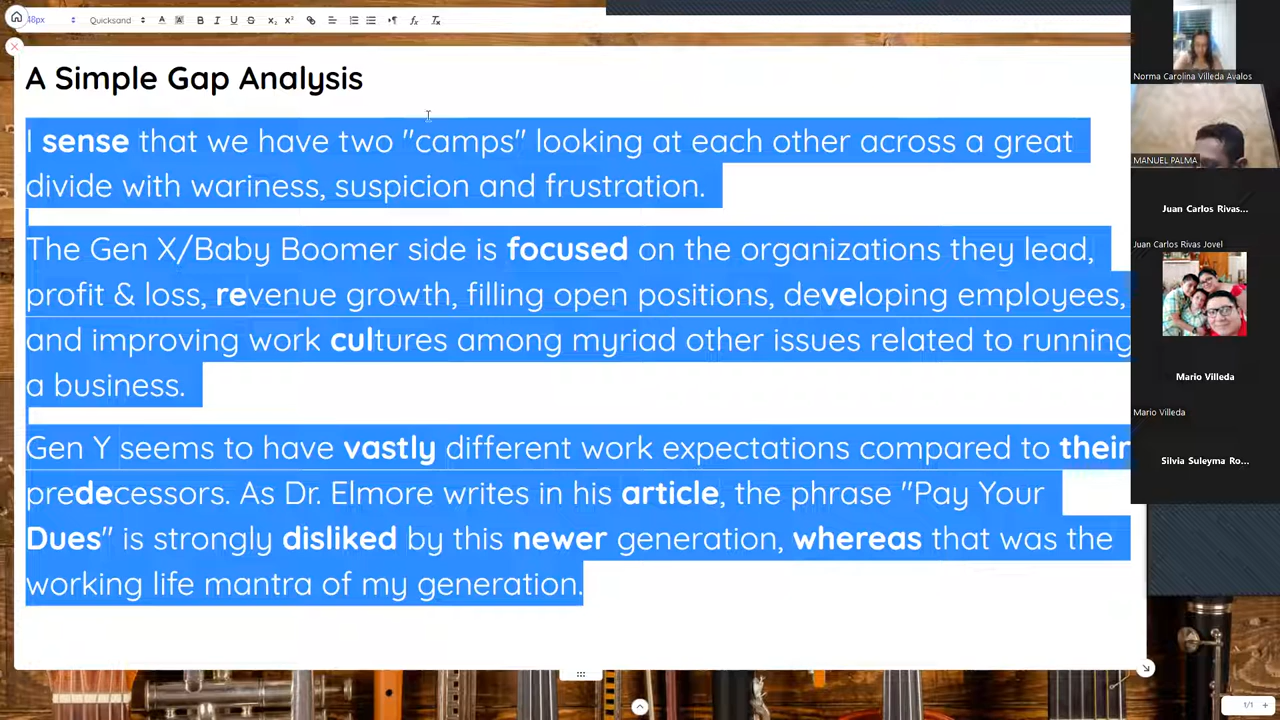 48px Quicksand
A Simple Gap Analysis
I sense that we have two "camps" looking at each other across a great
divide with wariness, suspicion and frustration.
The Gen X/Baby Boomer side is focused on the organizations they lead,
profit & loss, revenue growth, filling open positions, developing employees,
and improving work cultures among myriad other issues related to running
a business.
Gen Y seems to have vastly different work expectations compared to their
predecessors. As Dr. Elmore writes in his article, the phrase "Pay Your
Dues" is strongly disliked by this newer generation, whereas that was the
working life mantra of my generation.
Norma Carolina Villeda Avalos
MANUEL PALMA
Juan Carlos Rivas...
Juan Carlos Rivas Jovel
Mario Villeda
Mario Villeda
Silvia Suleyma Ro...
1/1